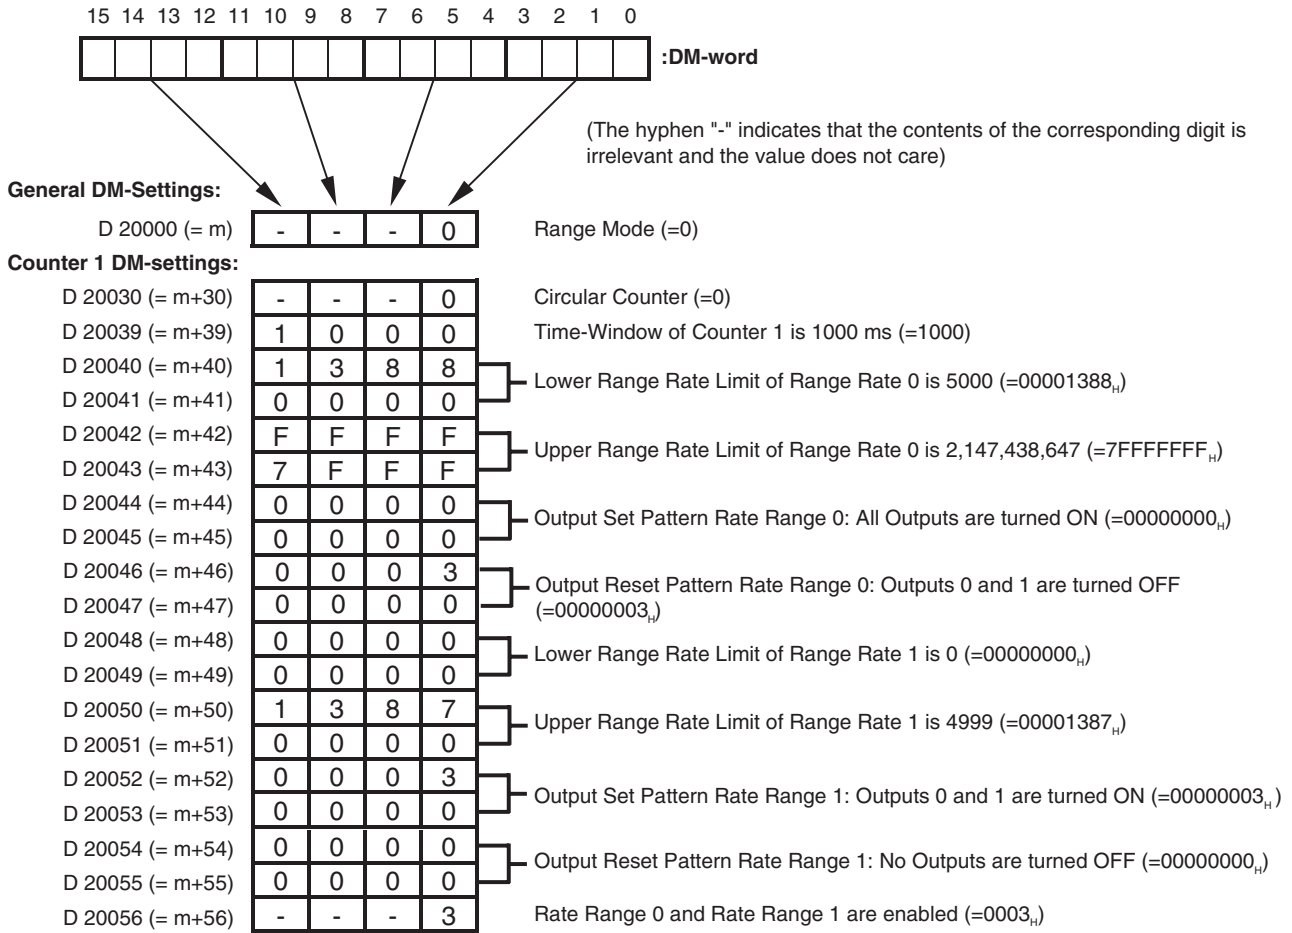 15 14 13 12 11 10 9 8 7 6 5 4 3 2 1 0
:DM-word
(The hyphen "-" indicates that the contents of the corresponding digit is
irrelevant and the value does not care)
General DM-Settings:
D 20000 (= m) - - - 0 Range Mode (=0)
Counter 1 DM-settings:
D 20030 (= m+30) - - - 0 Circular Counter (=0)
D 20039 (= m+39) 1 0 0 0 Time-Window of Counter 1 is 1000 ms (=1000)
D 20040 (= m+40) 1 3 8 8
Lower Range Rate Limit of Range Rate 0 is 5000 (=00001388H)
D 20041 (= m+41) 0 0 0 0
D 20042 (= m+42) F F F F
Upper Range Rate Limit of Range Rate 0 is 2,147,438,647 (=7FFFFFFFH)
D 20043 (= m+43) 7 F F F
D 20044 (= m+44) 0 0 0 0
Output Set Pattern Rate Range 0: All Outputs are turned ON (=00000000H)
D 20045 (= m+45) 0 0 0 0
D 20046 (= m+46) 0 0 0 3
Output Reset Pattern Rate Range 0: Outputs 0 and 1 are turned OFF
D 20047 (= m+47) 0 0 0 0
(=00000003H)
D 20048 (= m+48) 0 0 0 0
Lower Range Rate Limit of Range Rate 1 is 0 (=00000000H)
D 20049 (= m+49) 0 0 0 0
D 20050 (= m+50) 1 3 8 7
Upper Range Rate Limit of Range Rate 1 is 4999 (=00001387H)
D 20051 (= m+51) 0 0 0 0
D 20052 (= m+52) 0 0 0 3
Output Set Pattern Rate Range 1: Outputs 0 and 1 are turned ON (=00000003H )
D 20053 (= m+53) 0 0 0 0
D 20054 (= m+54) 0 0 0 0
Output Reset Pattern Rate Range 1: No Outputs are turned OFF (=00000000H)
D 20055 (= m+55) 0 0 0 0
D 20056 (= m+56) - - - 3 Rate Range 0 and Rate Range 1 are enabled (=0003H)